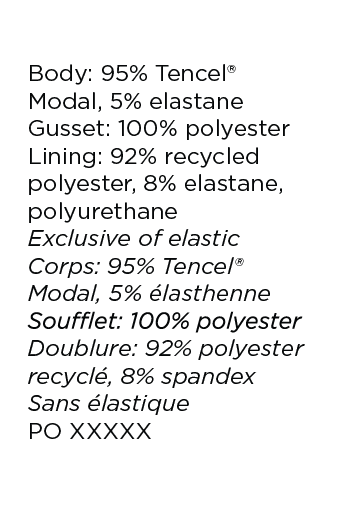 Body: 95% Tencel®
Modal, 5% elastane
Gusset: 100% polyester
Lining: 92% recycled
polyester, 8% elastane,
polyurethane
Exclusive of elastic
Corps: 95% Tencel®
Modal, 5% élasthenne
Soufflet: 100% polyester
Doublure: 92% polyester
recyclé, 8% spandex
Sans élastique
PO XXXXX